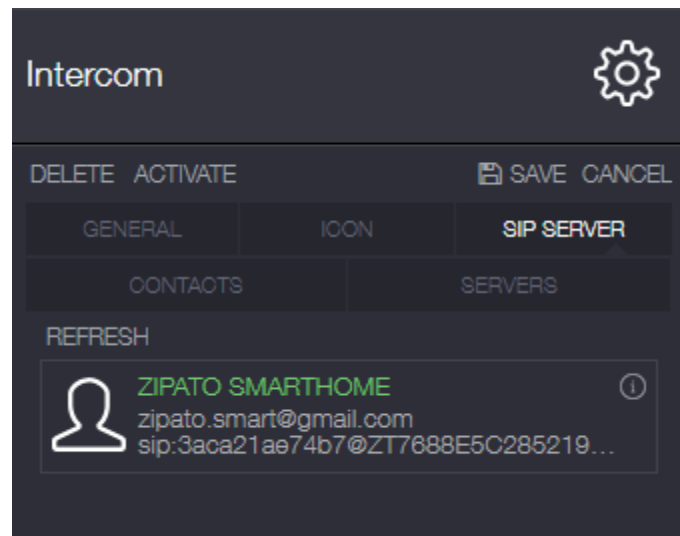 Intercom
DELETE ACTIVATE SAVE CANCEL
GENERAL ICON SIP SERVER
CONTACTS SERVERS
REFRESH
ZIPATO SMARTHOME
zipato.smart@gmail.com
sip:3aca21ae74b7@ZT7688E5C285219...